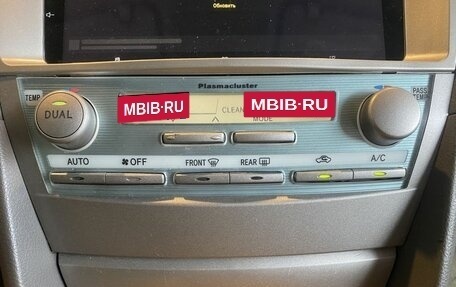 Обновить
Plasmacluster
TEMP
PASS
TEMP
DUAL
MBIB.RU
CLEAN
MBIB.RU
MODE
AUTO
OFF
FRONT
REAR
A/C